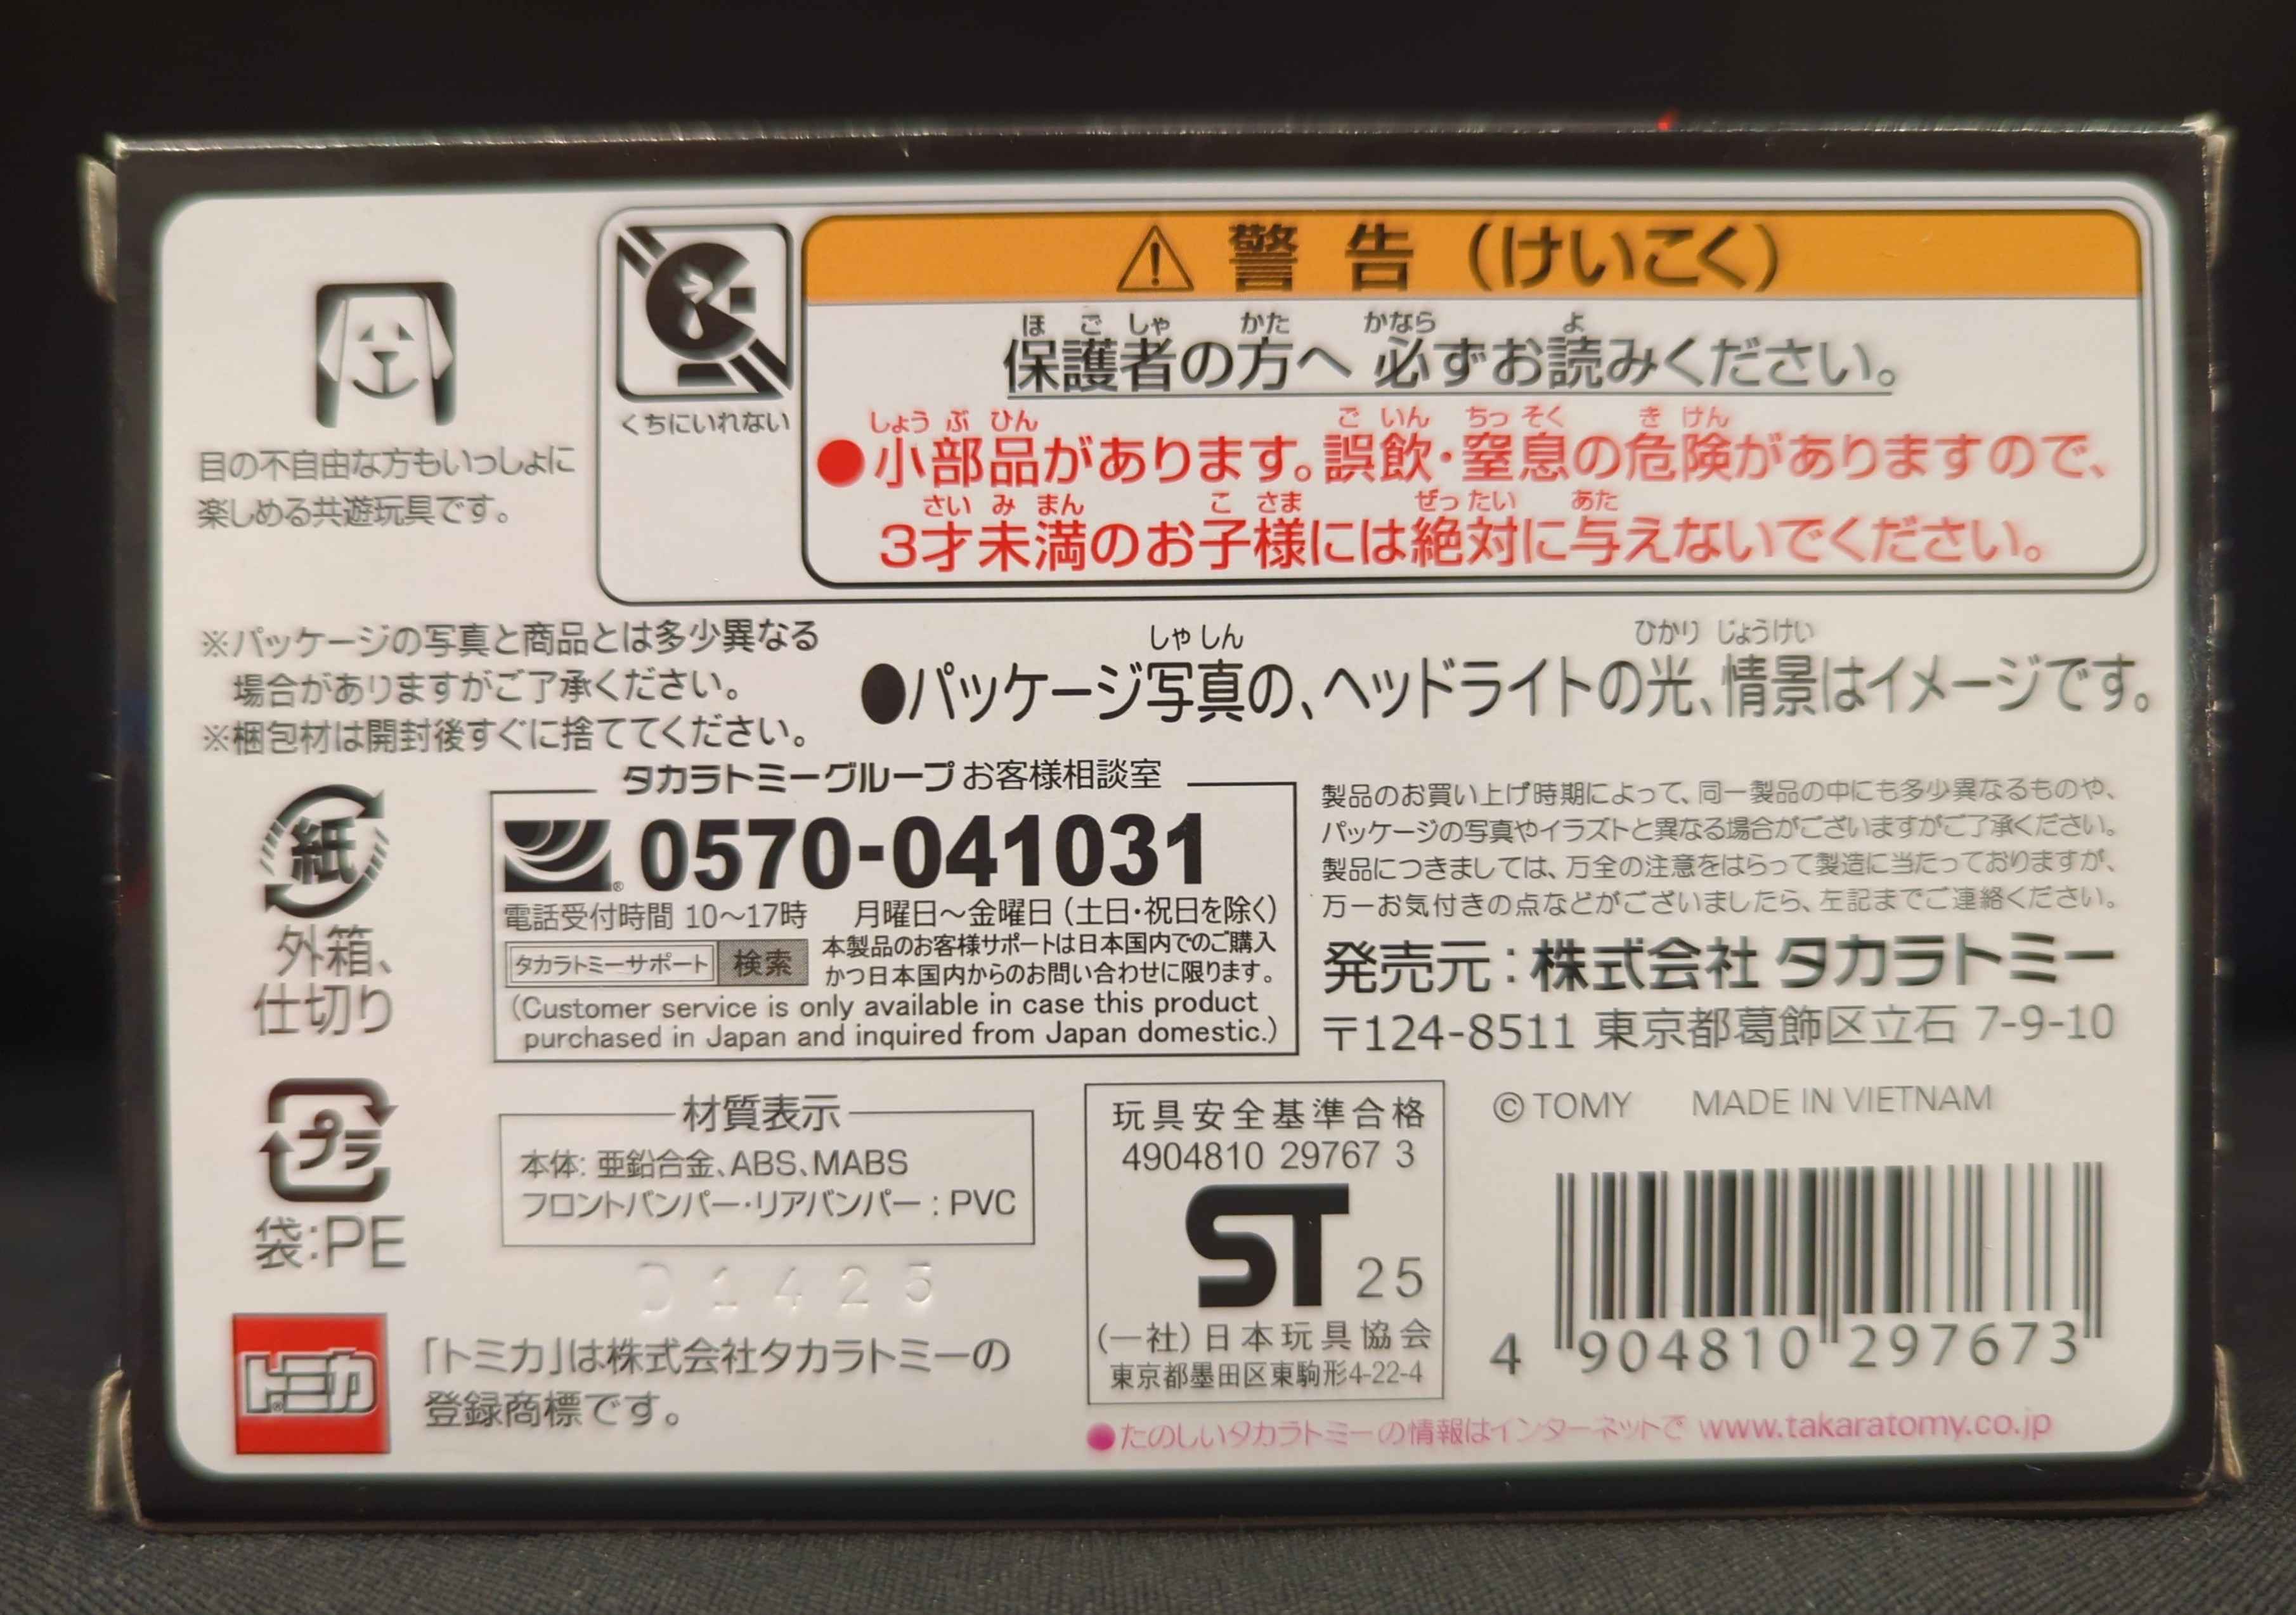 目の不自由な方もいっしょに
楽しめる共遊玩具です。
くちにいれない
⚠ 警告（けいこく）
ほごしゃ かた かなら よ
保護者の方へ 必ずお読みください。
しょうぶひん ごいん ちっそく きけん
●小部品があります。誤飲・窒息の危険がありますので、
さいみまん こさま ぜったい あた
3才未満のお子様には絶対に与えないでください。
※パッケージの写真と商品とは多少異なる
場合がありますがご了承ください。
※梱包材は開封後すぐに捨ててください。
しゃしん ひかり じょうけい
●パッケージ写真の、ヘッドライトの光、情景はイメージです。
紙
外箱、
仕切り
プラ
袋:PE
タカラトミーグループお客様相談室
0570-041031
電話受付時間 10～17時 月曜日～金曜日（土日・祝日を除く）
タカラトミーサポート 検索
本製品のお客様サポートは日本国内でのご購入
かつ日本国内からのお問い合わせに限ります。
（Customer service is only available in case this product
purchased in Japan and inquired from Japan domestic.）
製品のお買い上げ時期によって、同一製品の中にも多少異なるものや、
パッケージの写真やイラストと異なる場合がございますがご了承ください。
製品につきましては、万全の注意をはらって製造に当たっておりますが、
万一お気付きの点などがございましたら、左記までご連絡ください。
発売元：株式会社 タカラトミー
〒124-8511 東京都葛飾区立石 7-9-10
材質表示
本体: 亜鉛合金、ABS、MABS
フロントバンパー・リアバンパー：PVC
玩具安全基準合格
4904810 29767 3
ST 25
(一社)日本玩具協会
東京都墨田区東駒形4-22-4
© TOMY MADE IN VIETNAM
4 904810 297673
トミカ®
「トミカ」は株式会社タカラトミーの
登録商標です。
●たのしいタカラトミーの情報はインターネットで www.takaratomy.co.jp